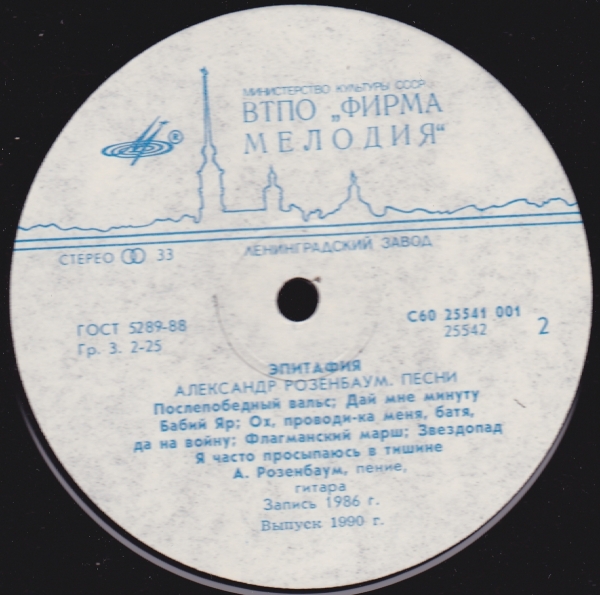 МИНИСТЕРСТВО КУЛЬТУРЫ СССР
ВТПО „ФИРМА
МЕЛОДИЯ“
®
СТЕРЕО 33
ЛЕНИНГРАДСКИЙ ЗАВОД
ГОСТ 5289-88
Гр. 3. 2-25
С60 25541 001
25542
2
ЭПИТАФИЯ
АЛЕКСАНДР РОЗЕНБАУМ. ПЕСНИ
Послепобедный вальс; Дай мне минуту
Бабий Яр; Ох, проводи-ка меня, батя,
да на войну; Флагманский марш; Звездопад
Я часто просыпаюсь в тишине
А. Розенбаум, пение,
гитара
Запись 1986 г.
Выпуск 1990 г.